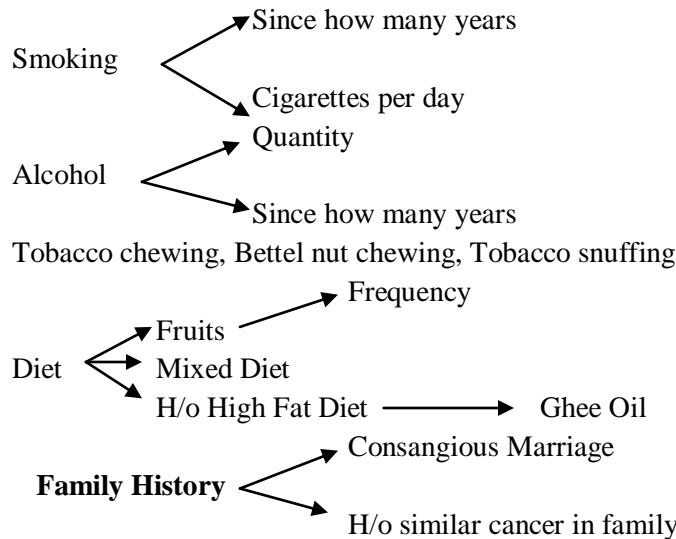 Since how many years
Smoking
Cigarettes per day
Quantity
Alcohol
Since how many years
Tobacco chewing, Bettel nut chewing, Tobacco snuffing
Frequency
Fruits
Diet
Mixed Diet
H/o High Fat Diet Ghee Oil
Consangious Marriage
Family History
H/o similar cancer in family